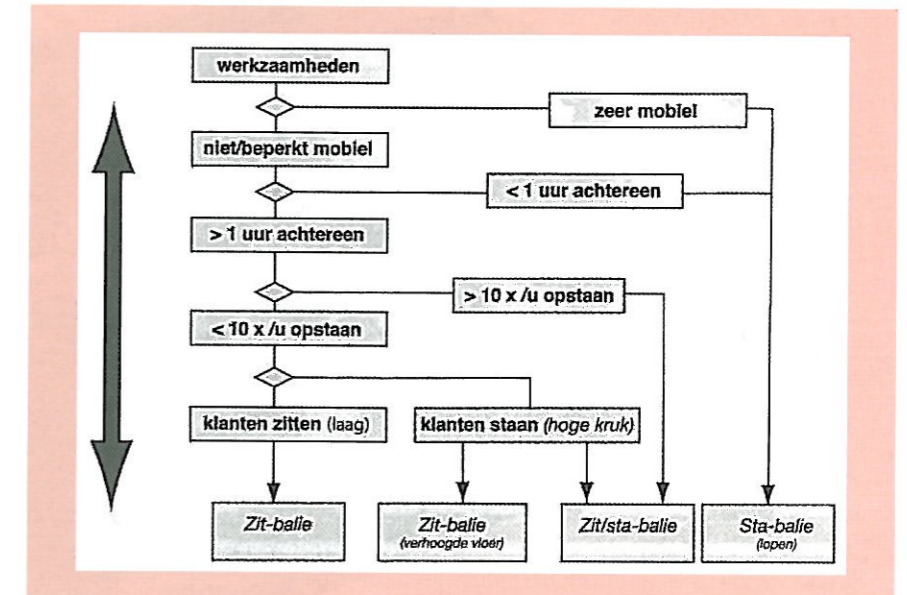 werkzaamheden
zeer mobiel
niet/beperkt mobiel
< 1 uur achtereen
> 1 uur achtereen
> 10 x /u opstaan
< 10 x /u opstaan
klanten zitten (laag)
klanten staan (hoge kruk)
Zit-balie
Zit-balie
(verhoogde vloer)
Zit/sta-balie
Sta-balie
(lopen)